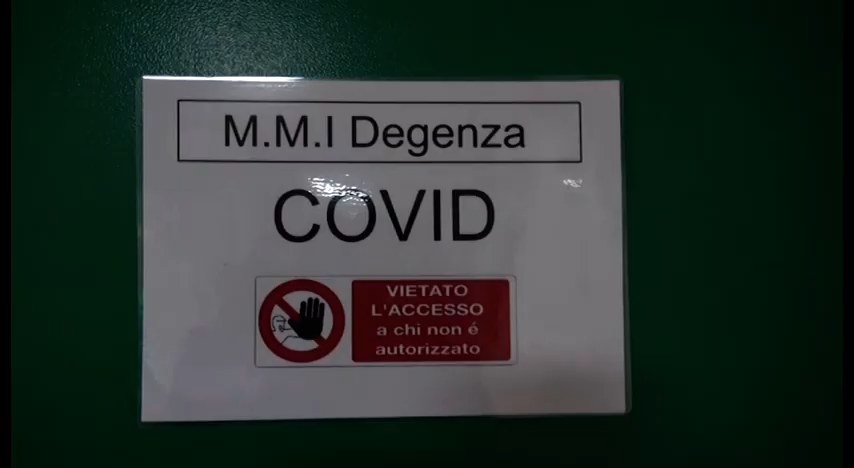 M.M.I Degenza
COVID
VIETATO
L'ACCESSO
a chi non é
autorizzato